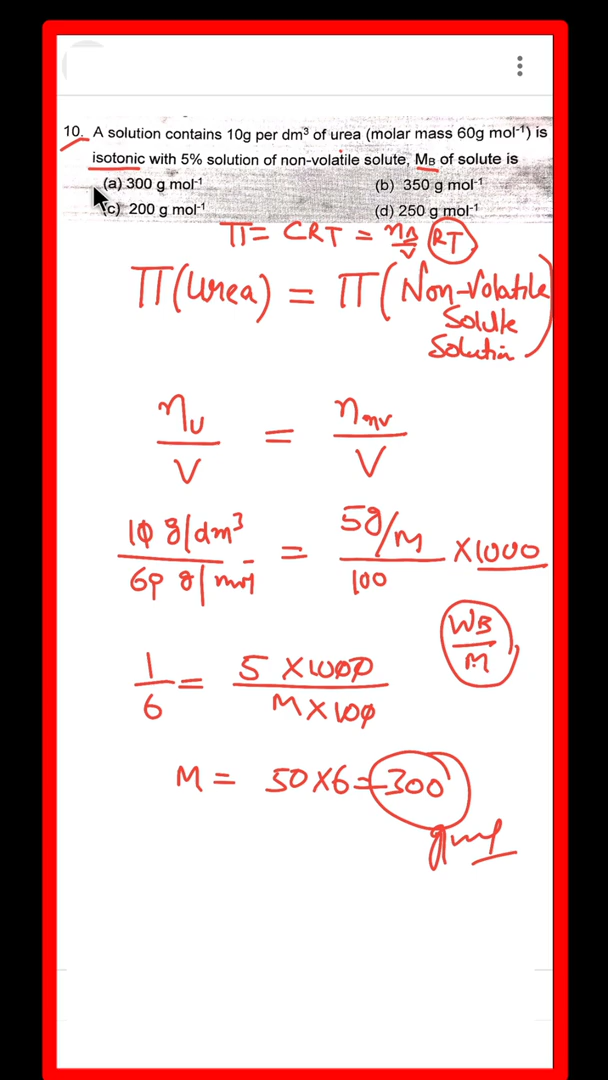 10. A solution contains 10g per dm³ of urea (molar mass 60g mol⁻¹) is
isotonic with 5% solution of non-volatile solute, MB of solute is
(a) 300 g mol⁻¹ (b) 350 g mol⁻¹
(c) 200 g mol⁻¹ (d) 250 g mol⁻¹
π = CRT = nB/V RT
π(Urea) = π(Non-Volatile
Solute
Solution)
nU/V = nnv/V
10 g/dm³ / 60 g/mol = 5g/M / 100 × 1000
WB/M
1/6 = 5 × 1000 / M × 100
M = 50 × 6 = 300